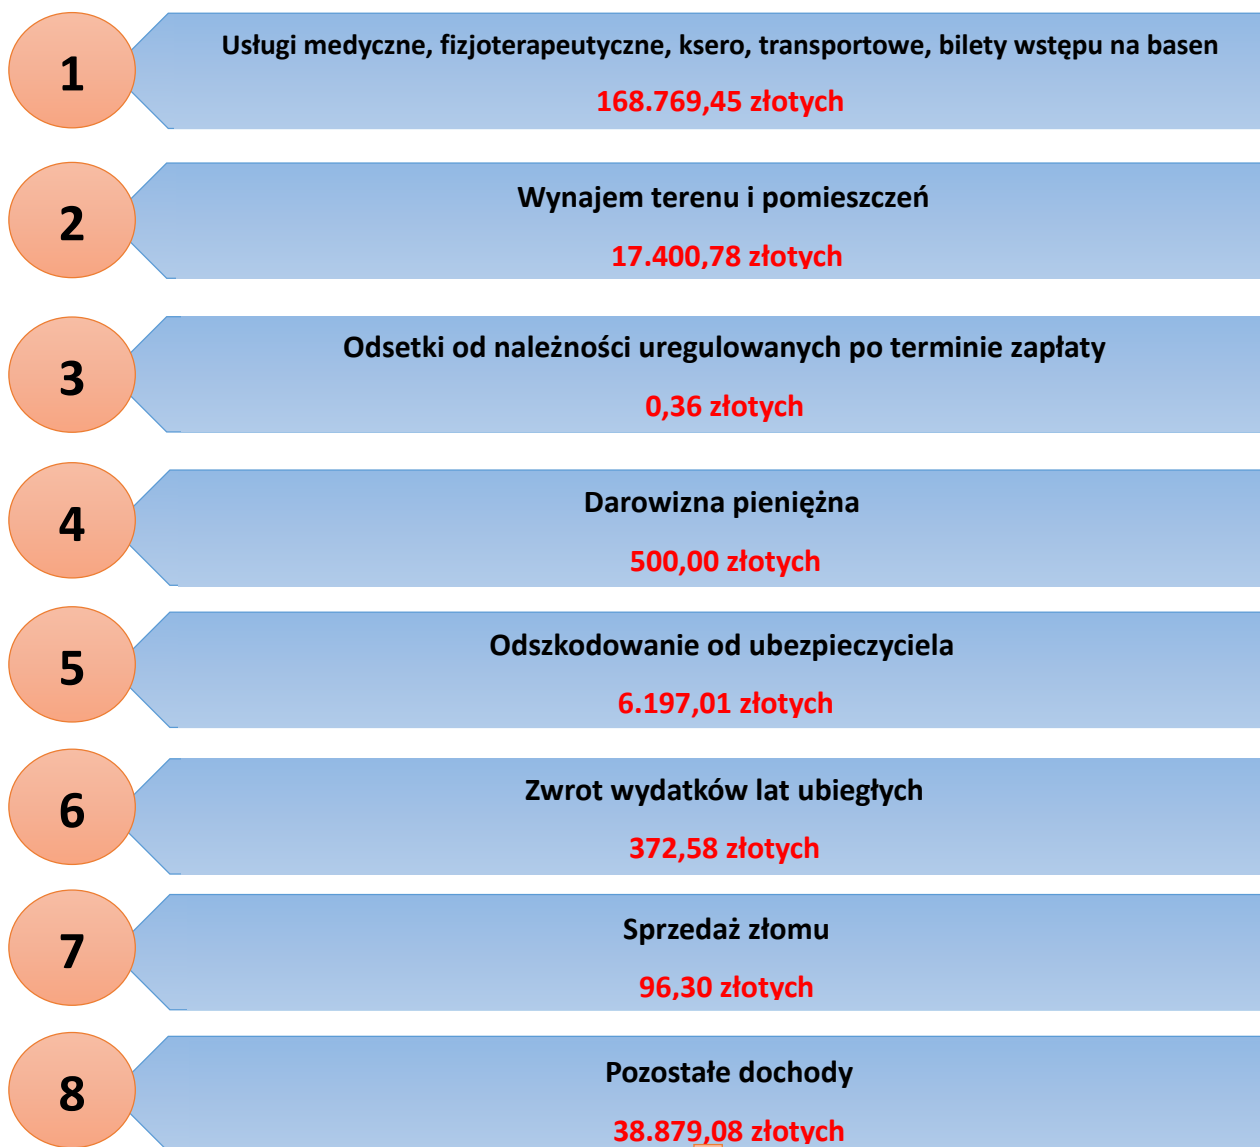 1
Usługi medyczne, fizjoterapeutyczne, ksero, transportowe, bilety wstępu na basen
168.769,45 złotych
2
Wynajem terenu i pomieszczeń
17.400,78 złotych
3
Odsetki od należności uregulowanych po terminie zapłaty
0,36 złotych
4
Darowizna pieniężna
500,00 złotych
5
Odszkodowanie od ubezpieczyciela
6.197,01 złotych
6
Zwrot wydatków lat ubiegłych
372,58 złotych
7
Sprzedaż złomu
96,30 złotych
8
Pozostałe dochody
38.879,08 złotych